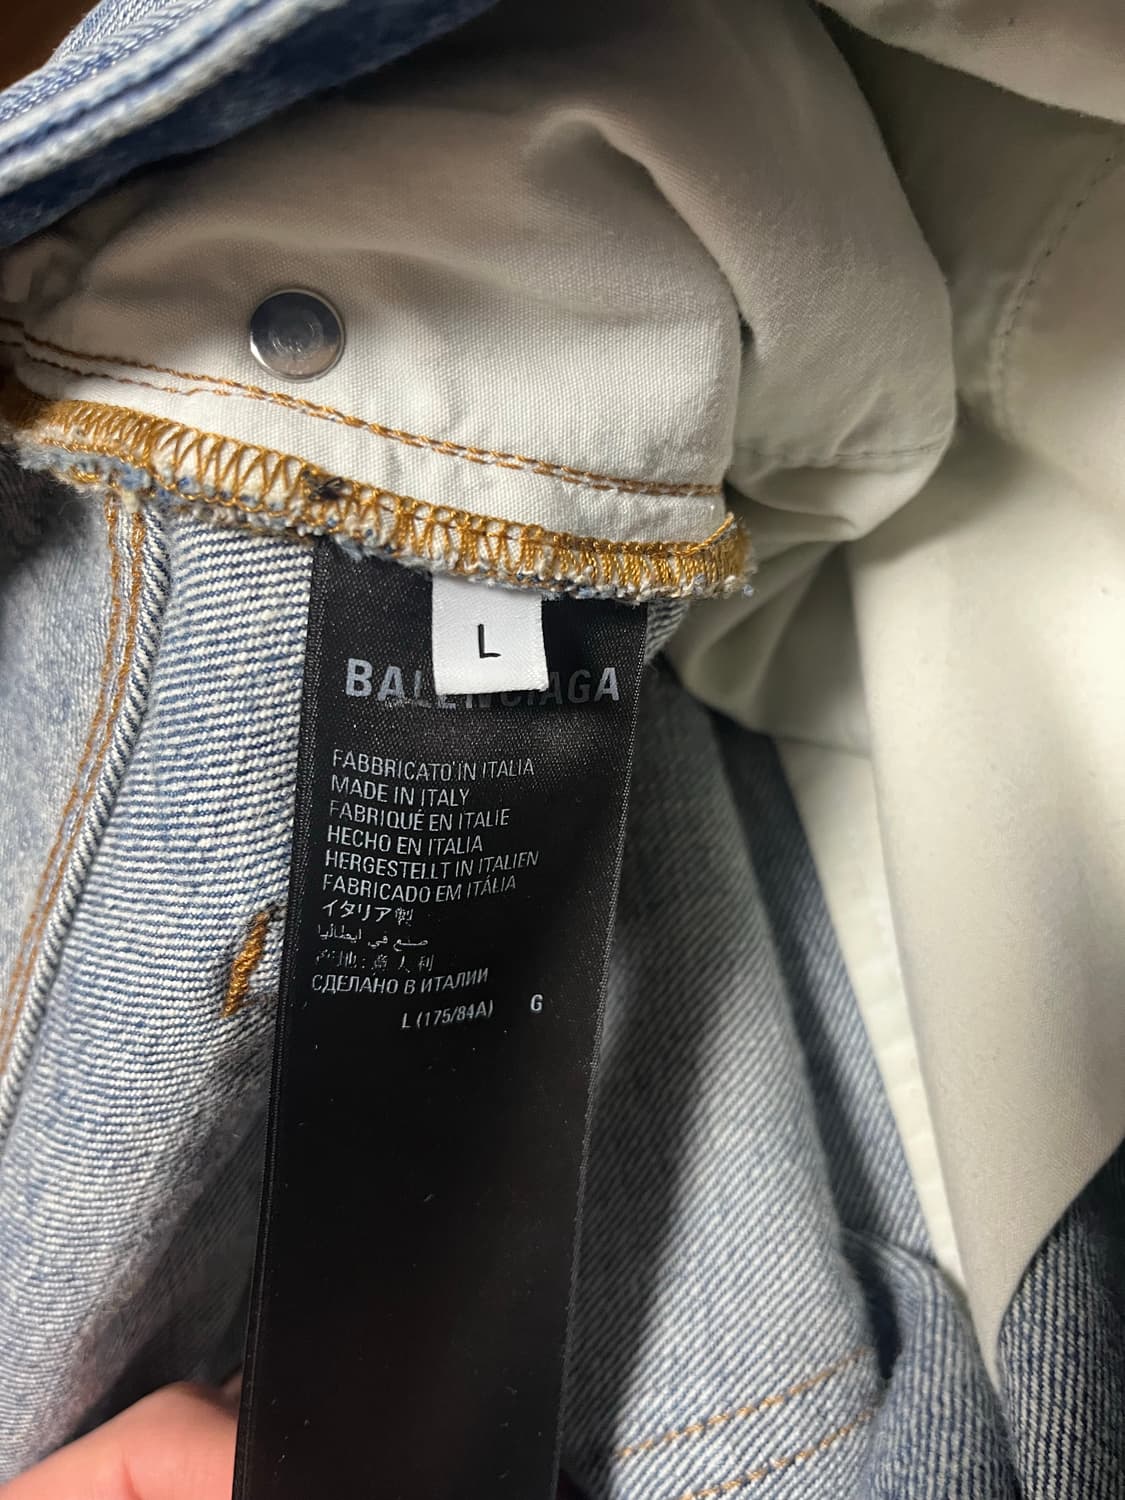 L
BALENCIAGA
FABBRICATO IN ITALIA
MADE IN ITALY
FABRIQUÉ EN ITALIE
HECHO EN ITALIA
HERGESTELLT IN ITALIEN
FABRICADO EM ITÁLIA
イタリア製
صنع في ايطاليا
产地:意大利
СДЕЛАНО В ИТАЛИИ
L (175/84A) G